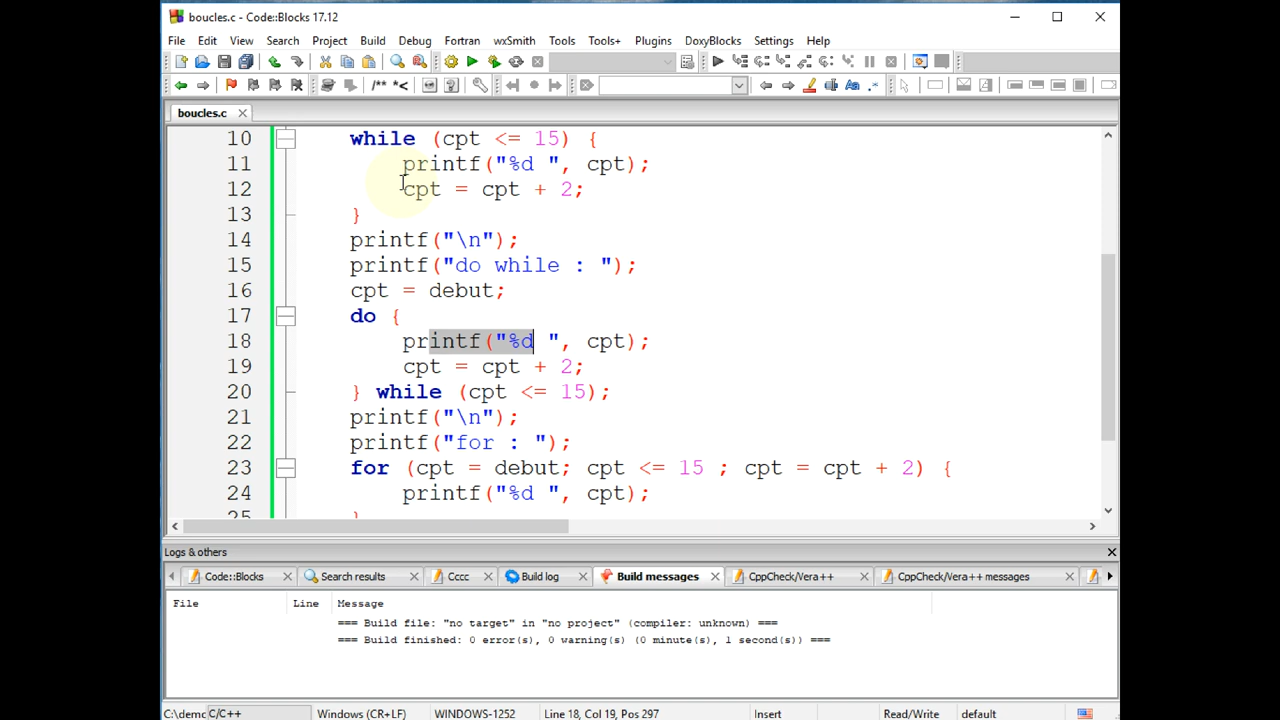 boucles.c - Code::Blocks 17.12
File Edit View Search Project Build Debug Fortran wxSmith Tools Tools+ Plugins DoxyBlocks Settings Help
/** *<
boucles.c
10 while (cpt <= 15) {
11 printf("%d ", cpt);
12 cpt = cpt + 2;
13 }
14 printf("\n");
15 printf("do while : ");
16 cpt = debut;
17 do {
18 printf("%d ", cpt);
19 cpt = cpt + 2;
20 } while (cpt <= 15);
21 printf("\n");
22 printf("for : ");
23 for (cpt = debut; cpt <= 15 ; cpt = cpt + 2) {
24 printf("%d ", cpt);
25 }
Logs & others
Code::Blocks Search results Cccc Build log Build messages CppCheck/Vera++ CppCheck/Vera++ messages
File Line Message
=== Build file: "no target" in "no project" (compiler: unknown) ===
=== Build finished: 0 error(s), 0 warning(s) (0 minute(s), 1 second(s)) ===
C:\demo C/C++ Windows (CR+LF) WINDOWS-1252 Line 18, Col 19, Pos 297 Insert Read/Write default